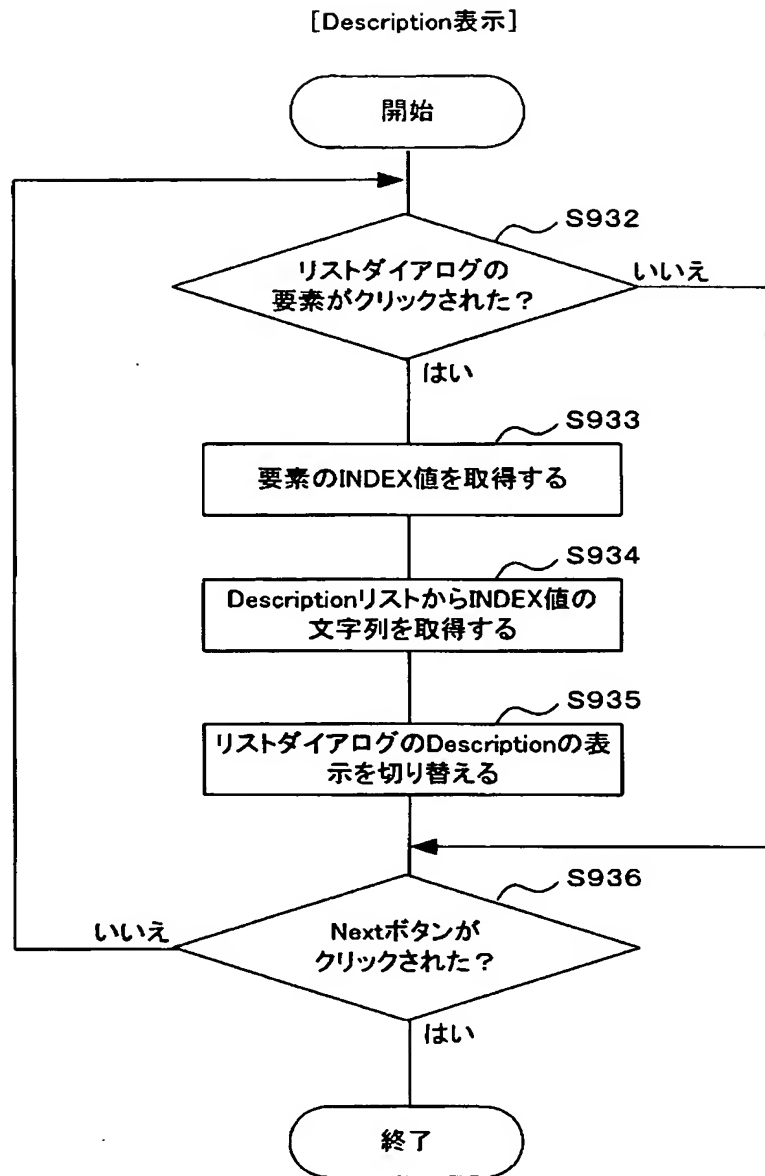 [Description表示]
開始
S932
リストダイアログの
要素がクリックされた？
いいえ
はい
S933
要素のINDEX値を取得する
S934
DescriptionリストからINDEX値の
文字列を取得する
S935
リストダイアログのDescriptionの表
示を切り替える
S936
Nextボタンが
クリックされた？
いいえ
はい
終了